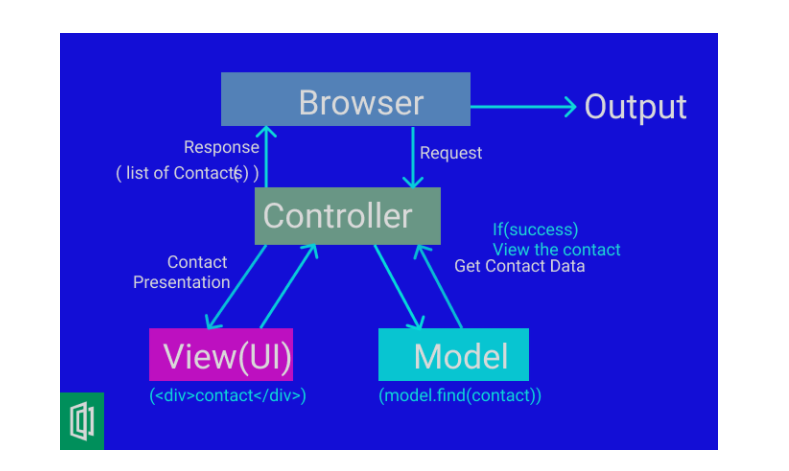 Browser
Output
Response
( list of Contact(s) )
Request
Controller
If(success)
View the contact
Get Contact Data
Contact
Presentation
View(UI)
Model
(<div>contact</div>)
(model.find(contact))